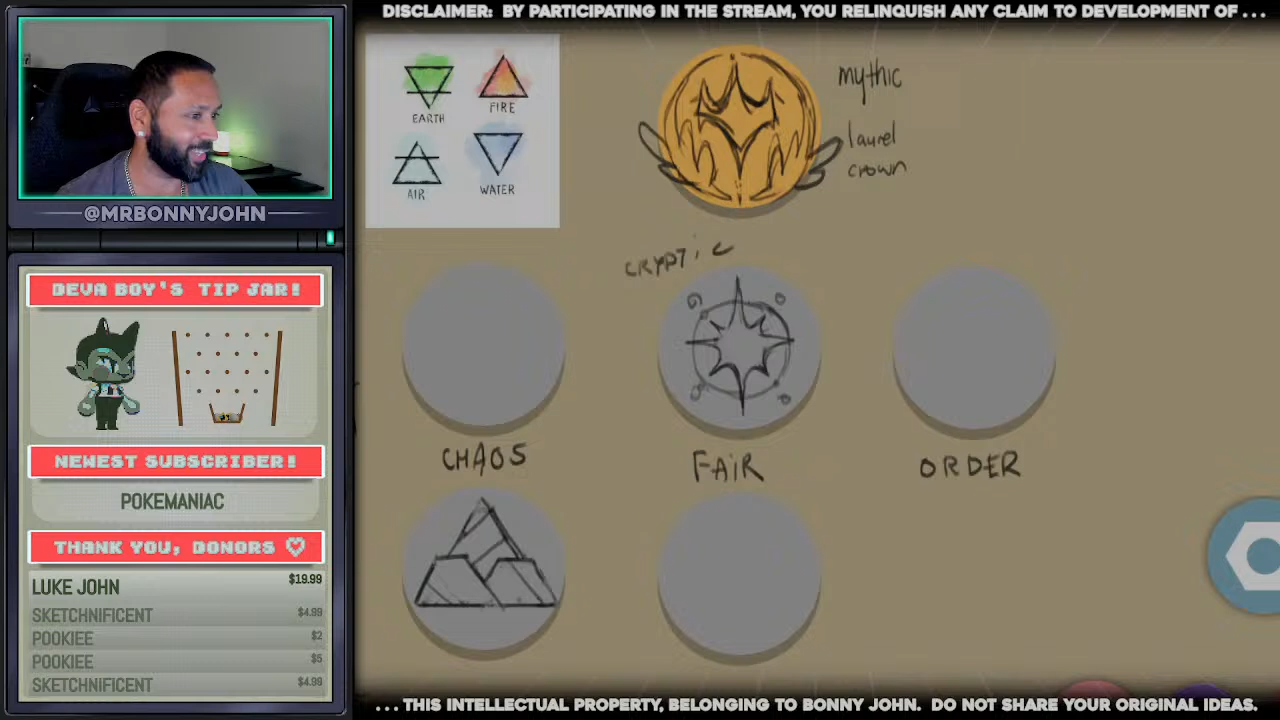 DISCLAIMER: BY PARTICIPATING IN THE STREAM, YOU RELINQUISH ANY CLAIM TO DEVELOPMENT OF . . .
@MRBONNYJOHN
DEVA BOY'S TIP JAR!
NEWEST SUBSCRIBER!
POKEMANIAC
THANK YOU, DONORS
LUKE JOHN $19.99
SKETCHNIFICENT $4.99
POOKIEE $2
POOKIEE $5
SKETCHNIFICENT $4.99
EARTH
FIRE
AIR
WATER
mythic
laurel
crown
CRYPTIC
CHAOS
FAIR
ORDER
. . . THIS INTELLECTUAL PROPERTY, BELONGING TO BONNY JOHN. DO NOT SHARE YOUR ORIGINAL IDEAS.